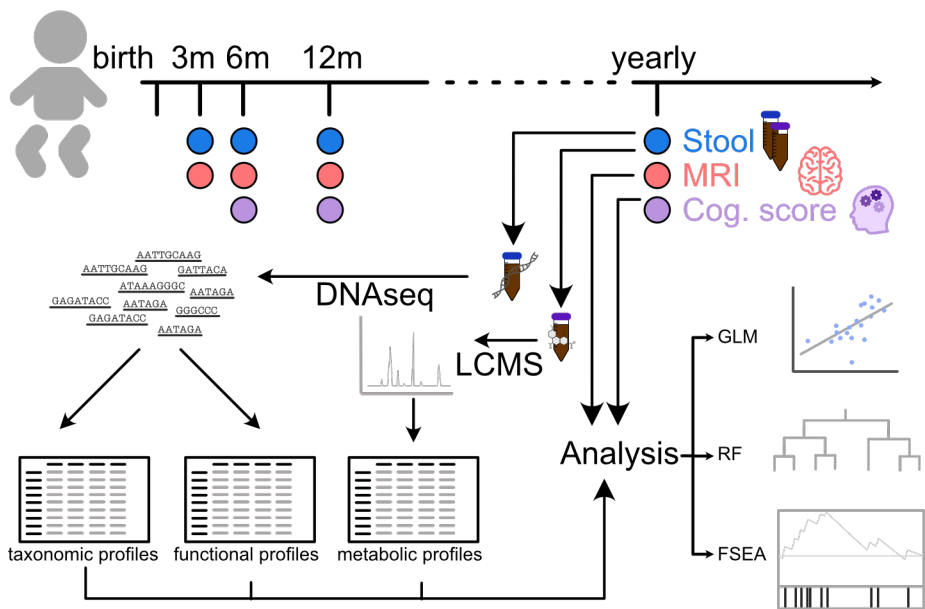 birth 3m 6m 12m yearly
Stool
MRI
Cog. score
AATTGCAAG
AATTGCAAG GATTACA
ATAAAGGGC AATAGA
GAGATACC AATAGA GGGCCC
GAGATACC
AATAGA
DNAseq
LCMS
GLM
Analysis
RF
FSEA
taxonomic profiles functional profiles metabolic profiles